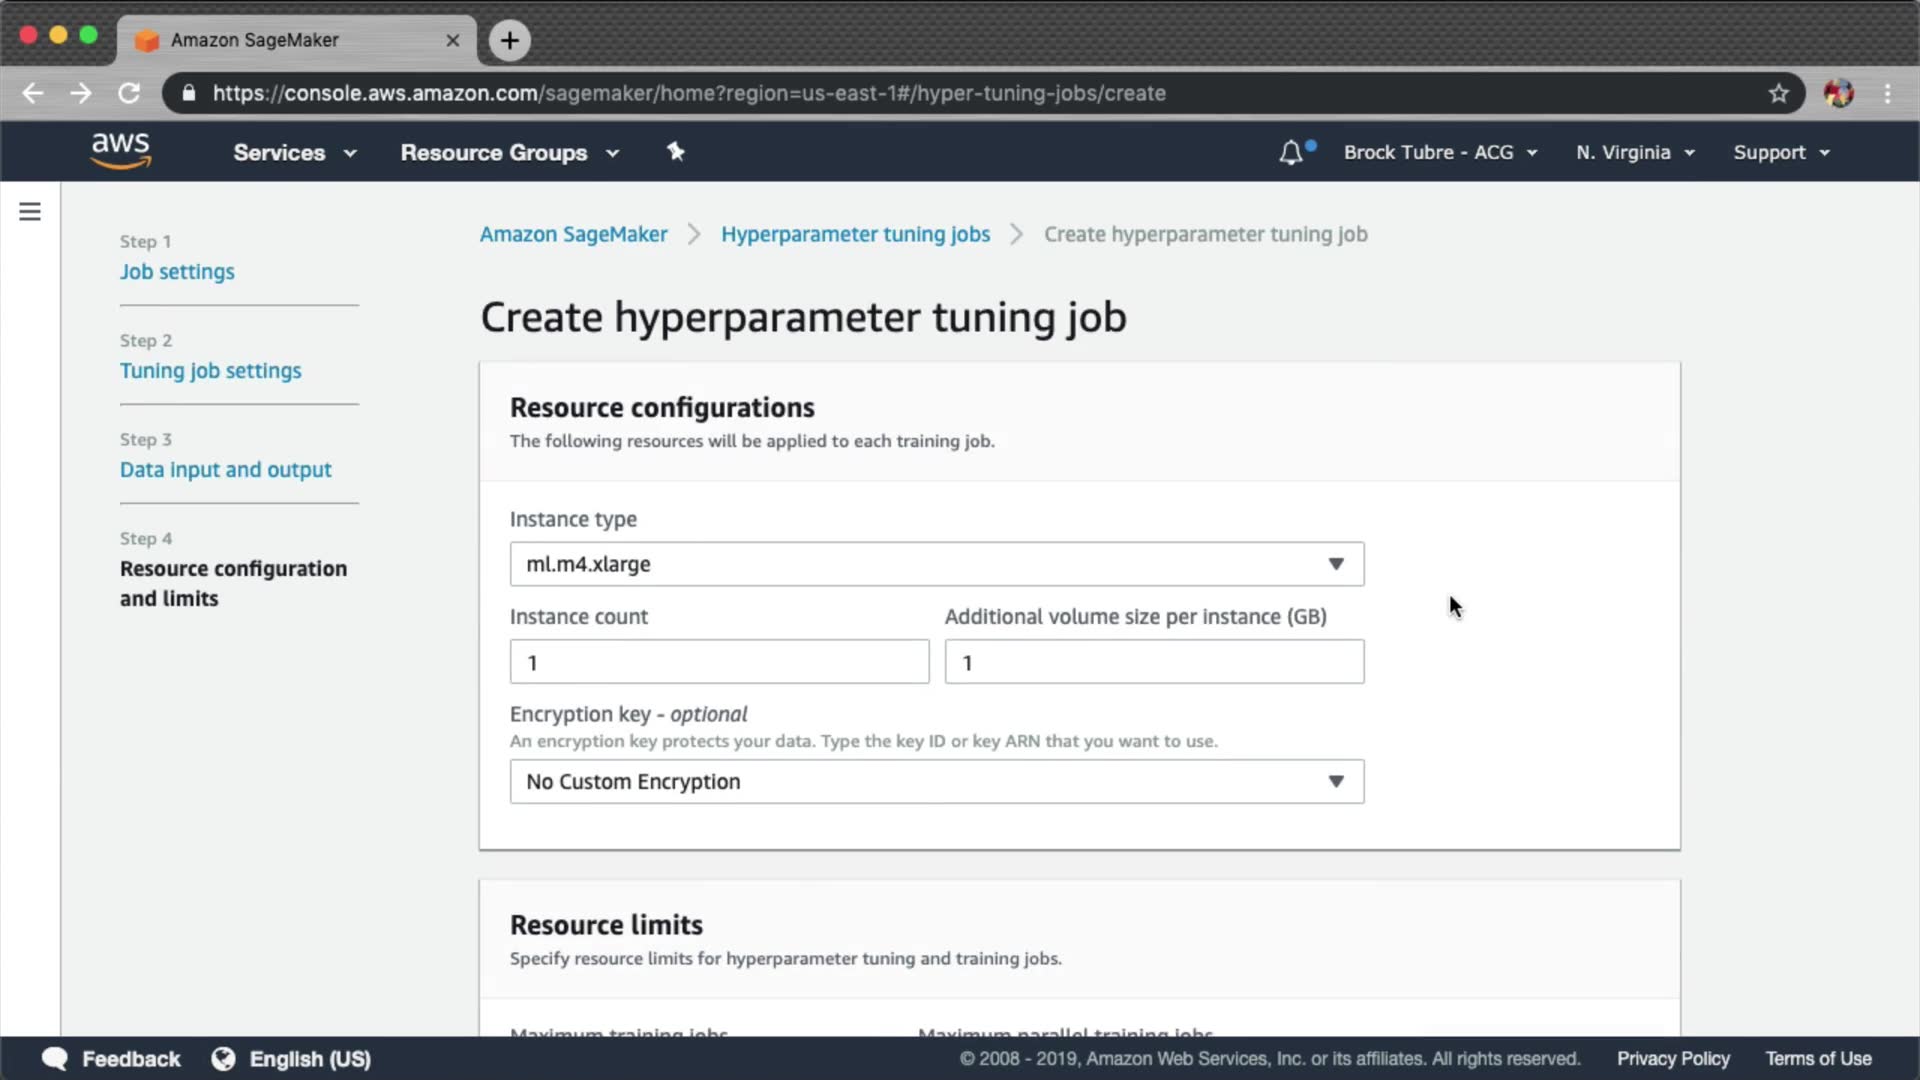 Amazon SageMaker
https://console.aws.amazon.com/sagemaker/home?region=us-east-1#/hyper-tuning-jobs/create
aws
Services
Resource Groups
Brock Tubre - ACG
N. Virginia
Support
Step 1
Job settings
Step 2
Tuning job settings
Step 3
Data input and output
Step 4
Resource configuration
and limits
Amazon SageMaker
Hyperparameter tuning jobs
Create hyperparameter tuning job
Create hyperparameter tuning job
Resource configurations
The following resources will be applied to each training job.
Instance type
ml.m4.xlarge
Instance count
Additional volume size per instance (GB)
1
1
Encryption key - optional
An encryption key protects your data. Type the key ID or key ARN that you want to use.
No Custom Encryption
Resource limits
Specify resource limits for hyperparameter tuning and training jobs.
Maximum training jobs
Maximum parallel training jobs
Feedback
English (US)
© 2008 - 2019, Amazon Web Services, Inc. or its affiliates. All rights reserved.
Privacy Policy
Terms of Use